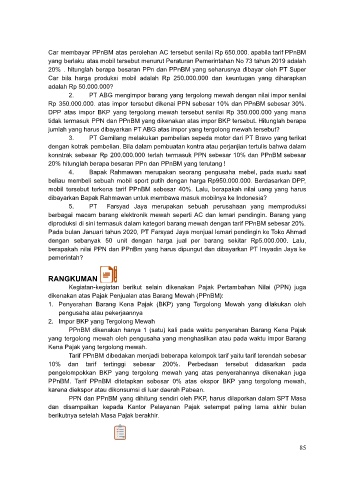 Car membayar PPnBM atas perolehan AC tersebut senilai Rp 650.000. apabila tarif PPnBM
yang berlaku atas mobil tersebut menurut Peraturan Pemerintahan No 73 tahun 2019 adalah
20% . hitunglah berapa besaran PPn dan PPnBM yang seharusnya dibayar oleh PT Super
Car bila harga produksi mobil adalah Rp 250.000.000 dan keuntungan yang diharapkan
adalah Rp 50.000.000?
2. PT ABG mengimpor barang yang tergolong mewah dengan nilai impor senilai
Rp 350.000.000. atas impor tersebut dikenai PPN sebesar 10% dan PPnBM sebesar 30%.
DPP atas impor BKP yang tergolong mewah tersebut senilai Rp 350.000.000 yang mana
tidak termasuk PPN dan PPnBM yang dikenakan atas impor BKP tersebut. Hitunglah berapa
jumlah yang harus dibayarkan PT ABG atas impor yang tergolong mewah tersebut?
3. PT Gemilang melakukan pembelian sepeda motor dari PT Bravo yang terikat
dengan kotrak pembelian. Bila dalam pembuatan kontra atau perjanjian tertulis bahwa dalam
konntrak sebesar Rp 200.000.000 terlah termasuk PPN sebesar 10% dan PPnBM sebesar
20% hitunglah berapa besaran PPn dan PPnBM yang terutang !
4. Bapak Rahmawan merupakan seorang pengusaha mebel, pada suatu saat
beliau membeli sebuah mobil sport putih dengan harga Rp950.000.000. Berdasarkan DPP,
mobil tersebut terkena tarif PPnBM sebesar 40%. Lalu, berapakah nilai uang yang harus
dibayarkan Bapak Rahmawan untuk membawa masuk mobilnya ke Indonesia?
5. PT Farsyad Jaya merupakan sebuah perusahaan yang memproduksi
berbagai macam barang elektronik mewah seperti AC dan lemari pendingin. Barang yang
diproduksi di sini termasuk dalam kategori barang mewah dengan tarif PPnBM sebesar 20%.
Pada bulan Januari tahun 2020, PT Farsyad Jaya menjual lemari pendingin ke Toko Ahmadi
dengan sebanyak 50 unit dengan harga jual per barang sekitar Rp5.000.000. Lalu,
berapakah nilai PPN dan PPnBm yang harus dipungut dan dibayarkan PT Insyadin Jaya ke
pemerintah?
RANGKUMAN
Kegiatan-kegiatan berikut selain dikenakan Pajak Pertambahan Nilai (PPN) juga
dikenakan atas Pajak Penjualan atas Barang Mewah (PPnBM):
1. Penyerahan Barang Kena Pajak (BKP) yang Tergolong Mewah yang dilakukan oleh
pengusaha atau pekerjaannya
2. Impor BKP yang Tergolong Mewah
PPnBM dikenakan hanya 1 (satu) kali pada waktu penyerahan Barang Kena Pajak
yang tergolong mewah oleh pengusaha yang menghasilkan atau pada waktu impor Barang
Kena Pajak yang tergolong mewah.
Tarif PPnBM dibedakan menjadi beberapa kelompok tarif yaitu tarif terendah sebesar
10% dan tarif tertinggi sebesar 200%. Perbedaan tersebut didasarkan pada
pengelompokkan BKP yang tergolong mewah yang atas penyerahannya dikenakan juga
PPnBM. Tarif PPnBM ditetapkan sebesar 0% atas ekspor BKP yang tergolong mewah,
karena diekspor atau dikonsumsi di luar daerah Pabean.
PPN dan PPnBM yang dihitung sendiri oleh PKP, harus dilaporkan dalam SPT Masa
dan disampaikan kepada Kantor Pelayanan Pajak setempat paling lama akhir bulan
berikutnya setelah Masa Pajak berakhir.
85